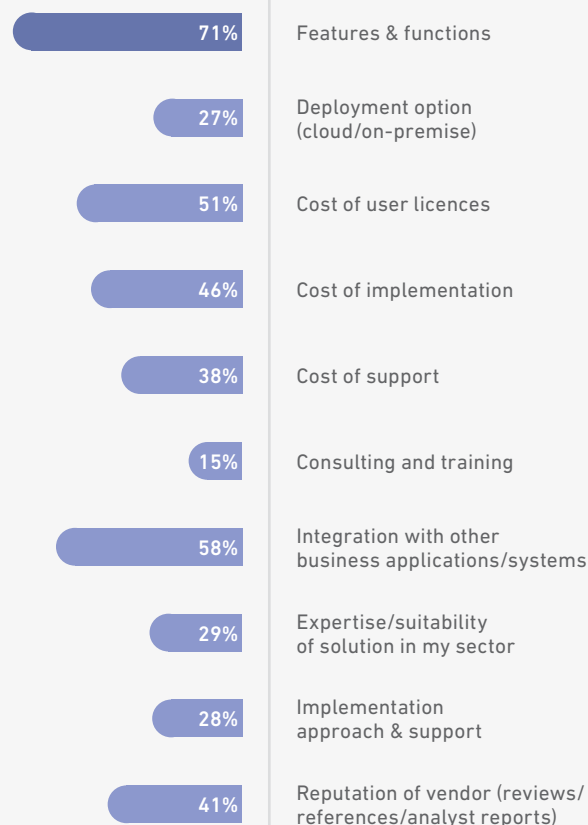 71%
Features & functions
27%
Deployment option
(cloud/on-premise)
51%
Cost of user licences
46%
Cost of implementation
38%
Cost of support
15%
Consulting and training
58%
Integration with other
business applications/systems
29%
Expertise/suitability
of solution in my sector
28%
Implementation
approach & support
41%
Reputation of vendor (reviews/
references/analyst reports)